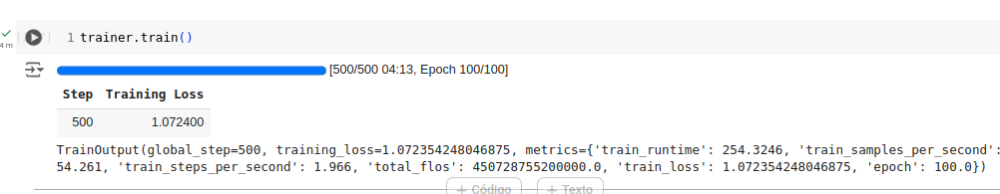 1 trainer.train()
4 m
[500/500 04:13, Epoch 100/100]
Step Training Loss
500 1.072400
TrainOutput(global_step=500, training_loss=1.072354248046875, metrics={'train_runtime': 254.3246, 'train_samples_per_second':
54.261, 'train_steps_per_second': 1.966, 'total_flos': 450728755200000.0, 'train_loss': 1.072354248046875, 'epoch': 100.0})
+ Código + Texto